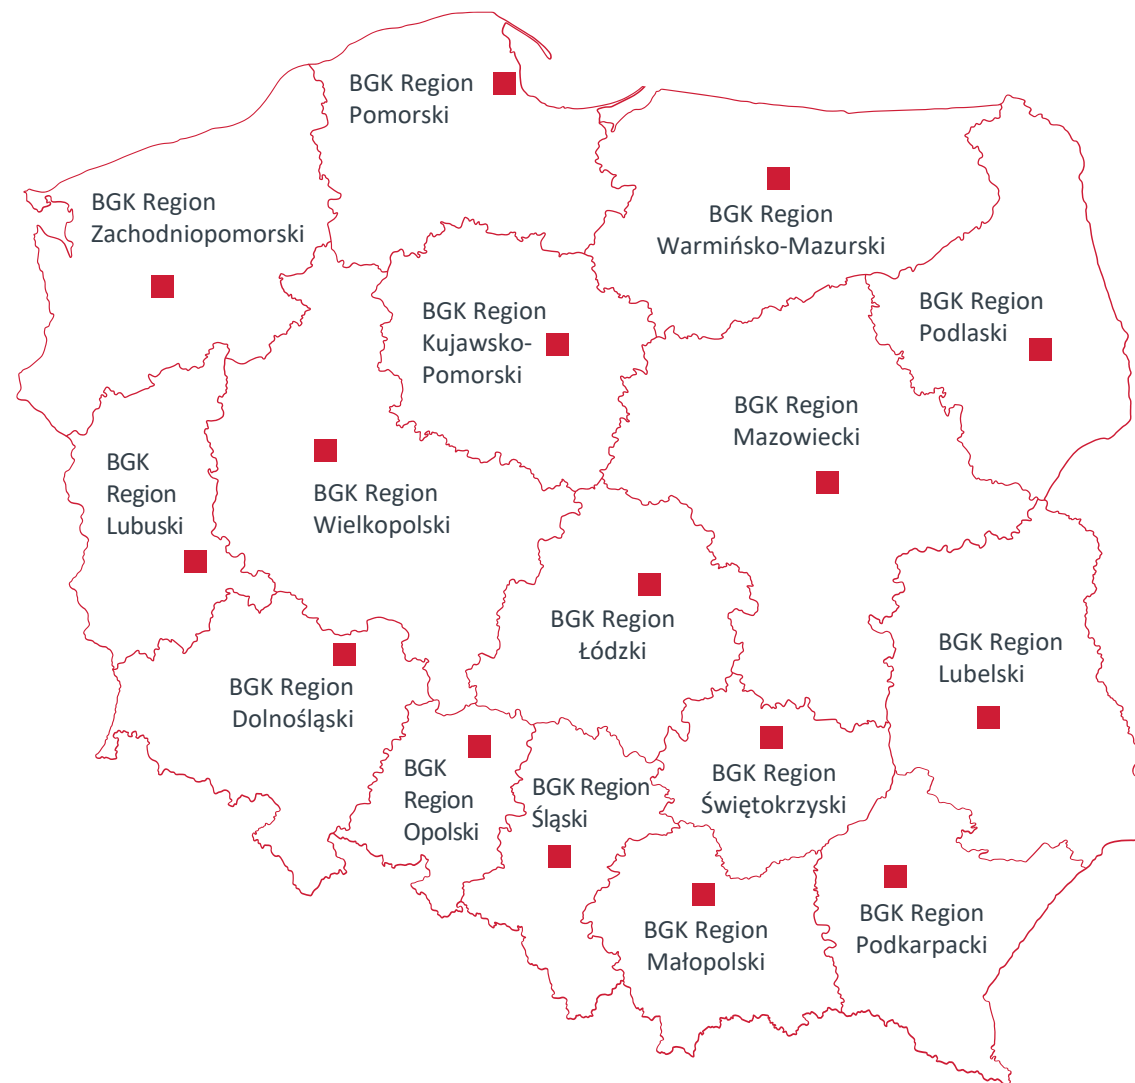 BGK Region
Pomorski
BGK Region
Zachodniopomorski
BGK Region
Warmińsko-Mazurski
BGK Region
Kujawsko-
Pomorski
BGK Region
Podlaski
BGK Region
Mazowiecki
BGK
Region
Lubuski
BGK Region
Wielkopolski
BGK Region
Łódzki
BGK Region
Lubelski
BGK Region
Dolnośląski
BGK
Region
Opolski
BGK Region
Śląski
BGK Region
Świętokrzyski
BGK Region
Małopolski
BGK Region
Podkarpacki